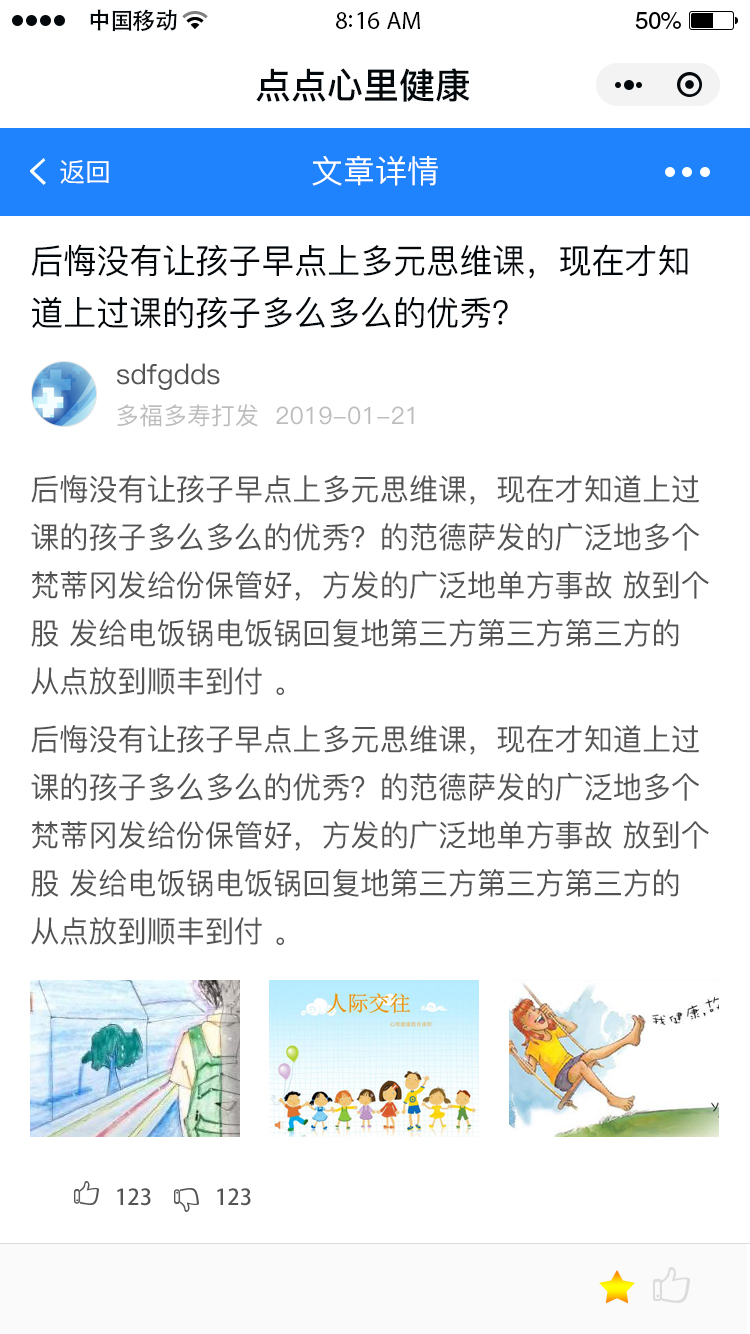 中国移动 8:16 AM 50%
点点心里健康
返回 文章详情
后悔没有让孩子早点上多元思维课，现在才知
道上过课的孩子多么多么的优秀？
sdfgdds
多福多寿打发 2019-01-21
后悔没有让孩子早点上多元思维课，现在才知道上过
课的孩子多么多么的优秀？的范德萨发的广泛地多个
梵蒂冈发给份保管好，方发的广泛地单方事故 放到个
股 发给电饭锅电饭锅回复地第三方第三方第三方的
从点放到顺丰到付 。
后悔没有让孩子早点上多元思维课，现在才知道上过
课的孩子多么多么的优秀？的范德萨发的广泛地多个
梵蒂冈发给份保管好，方发的广泛地单方事故 放到个
股 发给电饭锅电饭锅回复地第三方第三方第三方的
从点放到顺丰到付 。
人际交往
我健康,
123 123